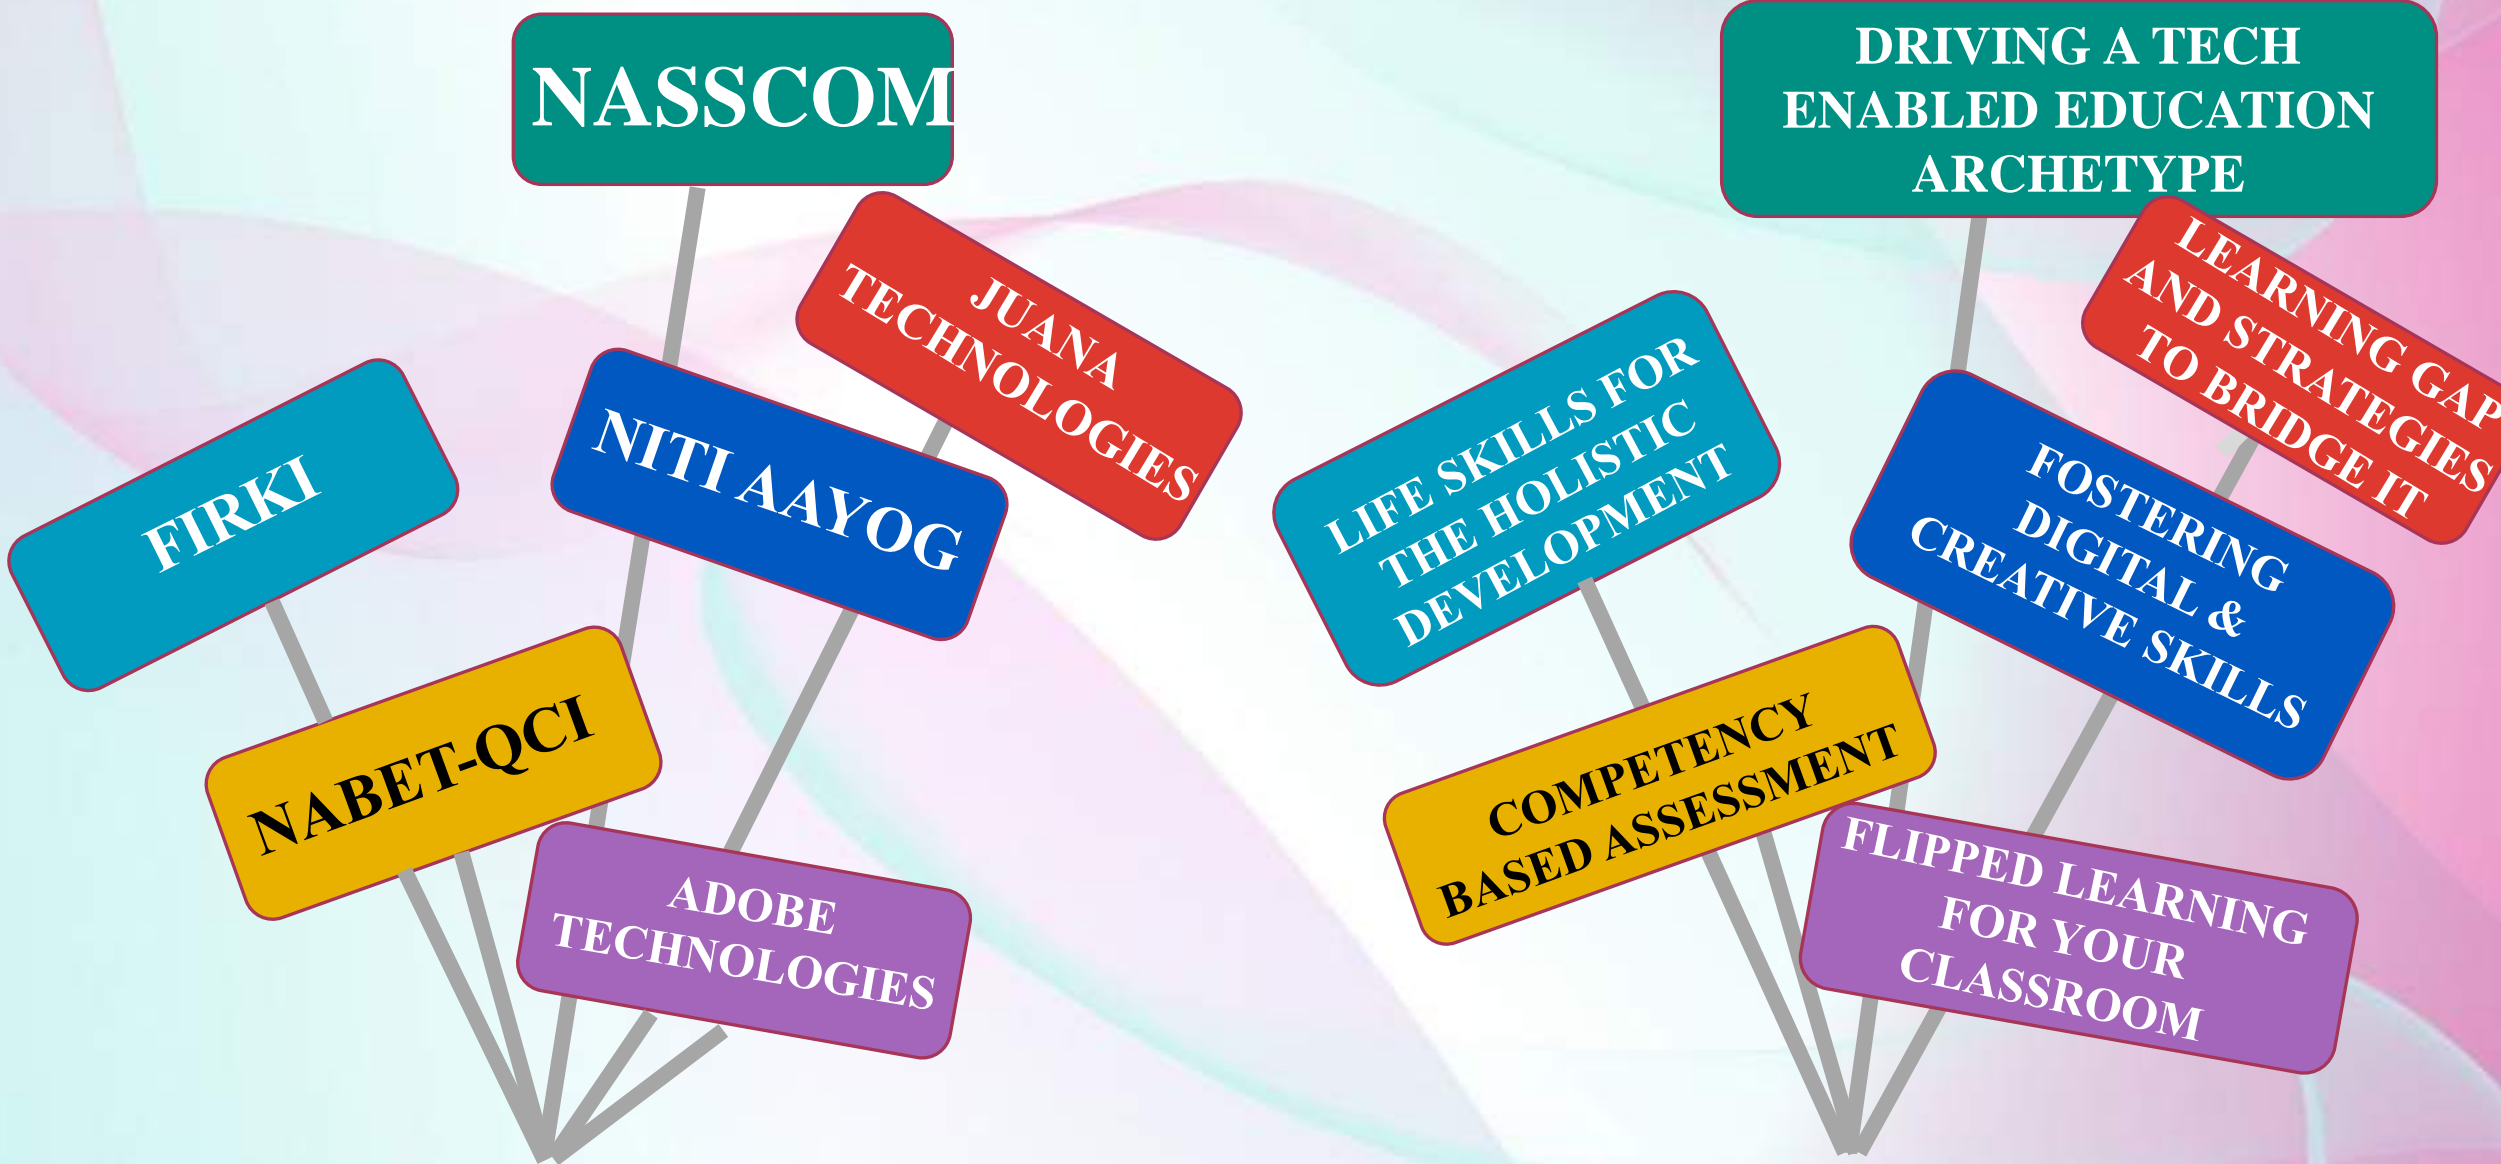 NASSCOM
JUANA
TECHNOLOGIES
NITI AAYOG
FIRKI
NABET-QCI
ADOBE
TECHNOLOGIES
DRIVING A TECH
ENABLED EDUCATION
ARCHETYPE
LEARNING GAP
AND STRATEGIES
TO BRIDGE IT
LIFE SKILLS FOR
THE HOLISTIC
DEVELOPMENT
FOSTERING
DIGITAL &
CREATIVE SKILLS
COMPETENCY
BASED ASSESSMENT
FLIPPED LEARNING
FOR YOUR
CLASSROOM